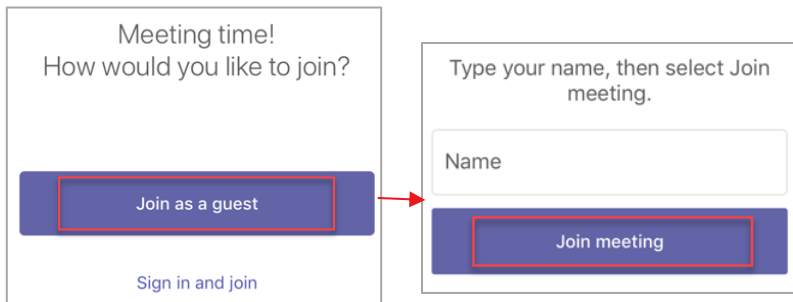 Meeting time!
How would you like to join?
Join as a guest
Sign in and join
Type your name, then select Join
meeting.
Name
Join meeting